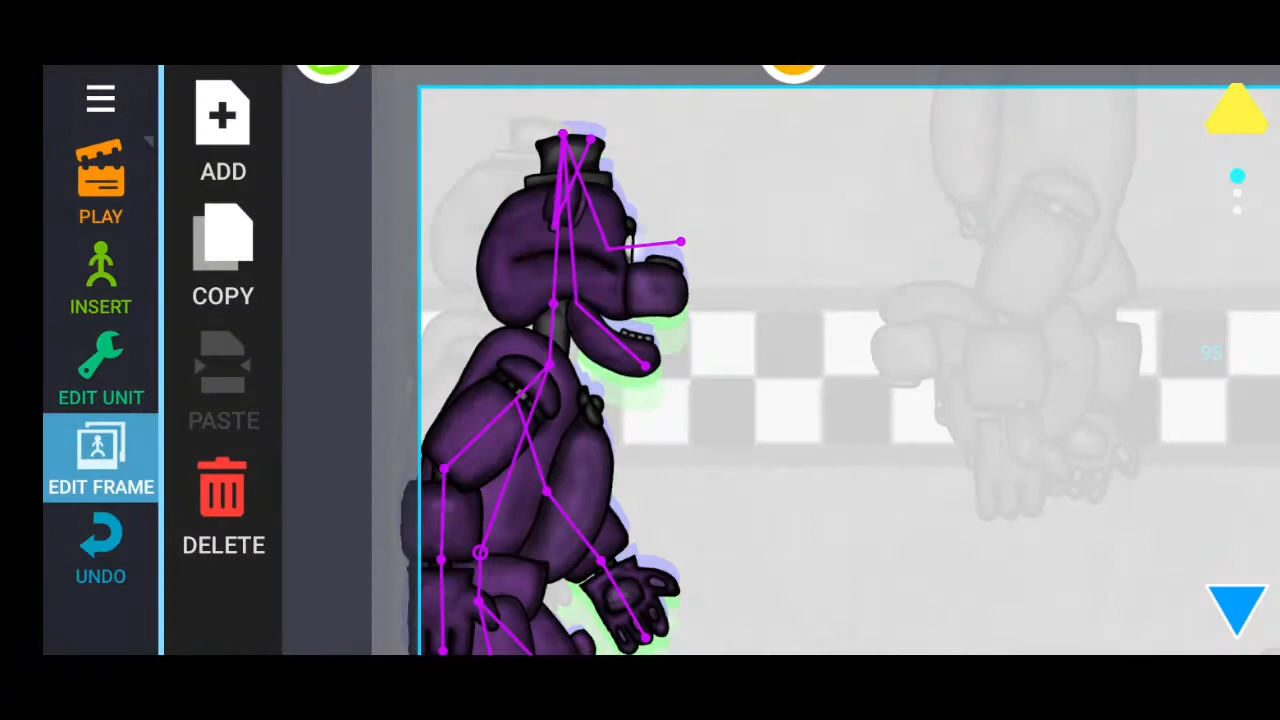 ADD
PLAY
COPY
INSERT
EDIT UNIT
PASTE
EDIT FRAME
DELETE
UNDO